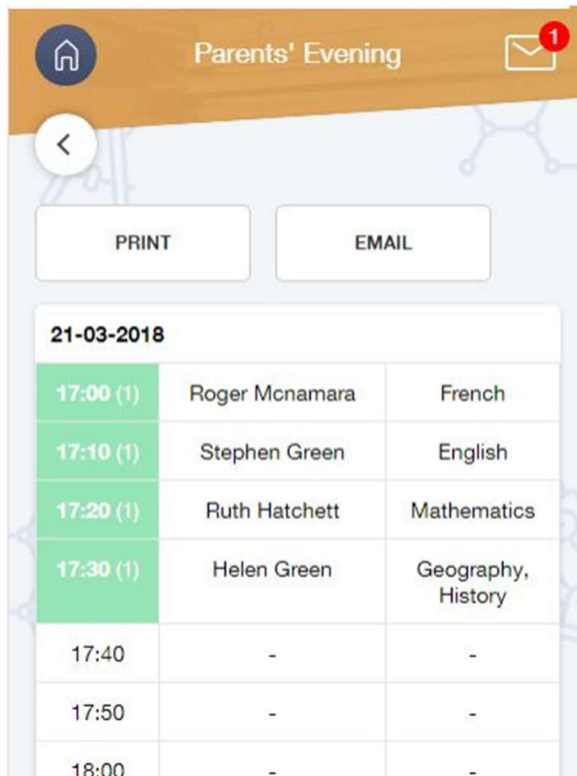 Parents' Evening
1
PRINT
EMAIL
21-03-2018
17:00 (1) Roger Mcnamara French
17:10 (1) Stephen Green English
17:20 (1) Ruth Hatchett Mathematics
17:30 (1) Helen Green Geography,
History
17:40 - -
17:50 - -
18:00 - -